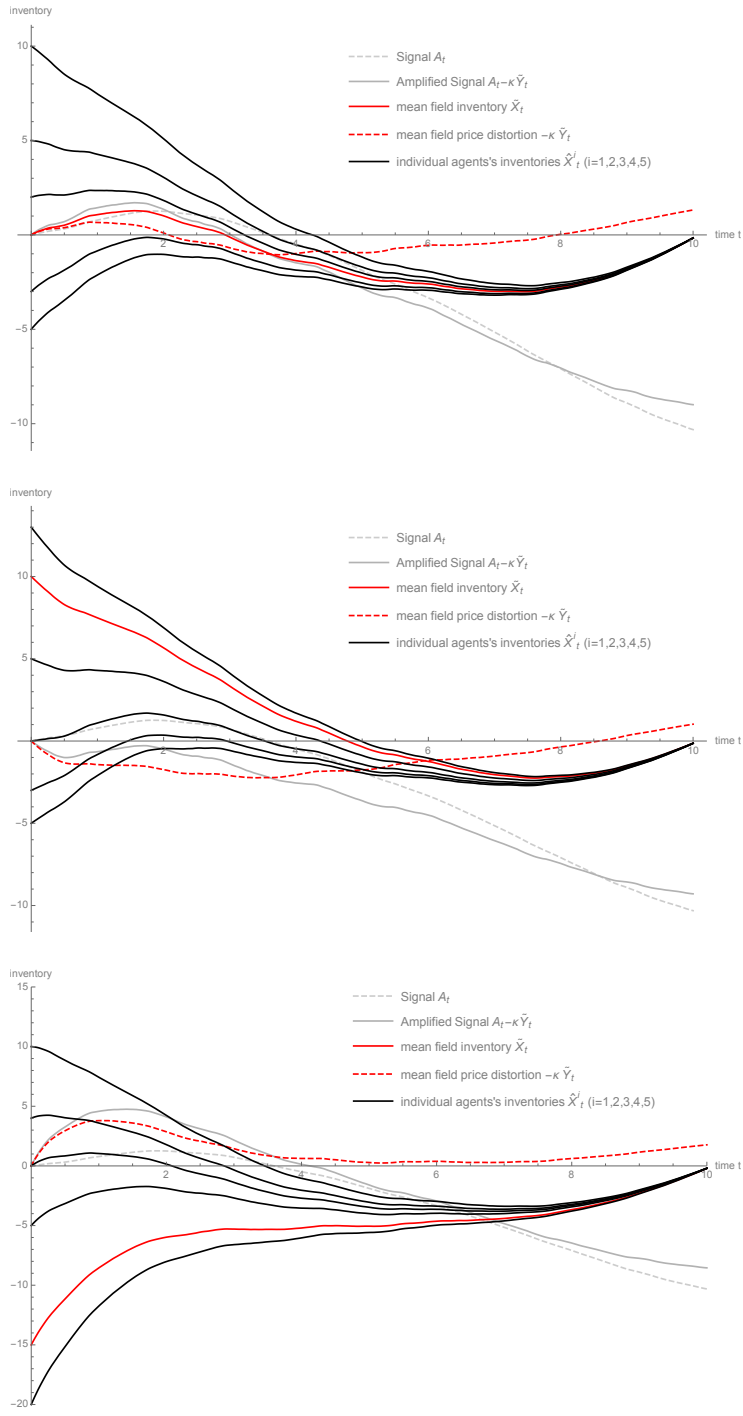 inventory
10
Signal A_t
Amplified Signal A_t−κȲ_t
mean field inventory X̄_t
5
mean field price distortion −κ Ȳ_t
individual agents's inventories X̂^i_t (i=1,2,3,4,5)
2 4 6 8 10 time t
−5
−10
inventory
Signal A_t
Amplified Signal A_t−κȲ_t
10
mean field inventory X̄_t
mean field price distortion −κ Ȳ_t
individual agents's inventories X̂^i_t (i=1,2,3,4,5)
5
2 4 6 8 10 time t
−5
−10
inventory
15
Signal A_t
Amplified Signal A_t−κȲ_t
10
mean field inventory X̄_t
mean field price distortion −κ Ȳ_t
individual agents's inventories X̂^i_t (i=1,2,3,4,5)
5
0 2 4 6 8 10 time t
−5
−10
−15
−20